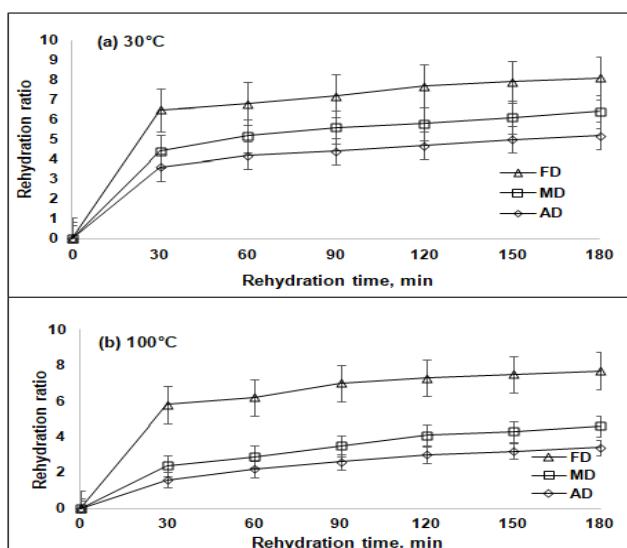 (a) 30°C
10
9
8
7
6
5
4
3
2
1
0
Rehydration ratio
FD
MD
AD
0 30 60 90 120 150 180
Rehydration time, min
(b) 100°C
10
8
6
4
2
0
Rehydration ratio
FD
MD
AD
0 30 60 90 120 150 180
Rehydration time, min